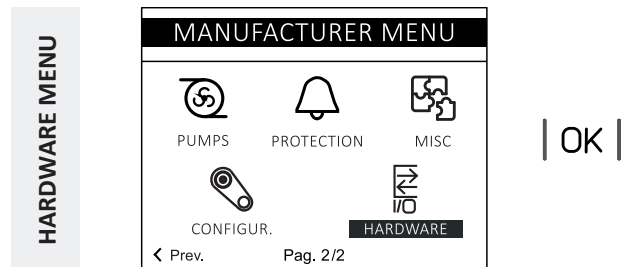 HARDWARE MENU
MANUFACTURER MENU
PUMPS PROTECTION MISC
I/O
CONFIGUR. HARDWARE
Prev. Pag. 2/2
OK